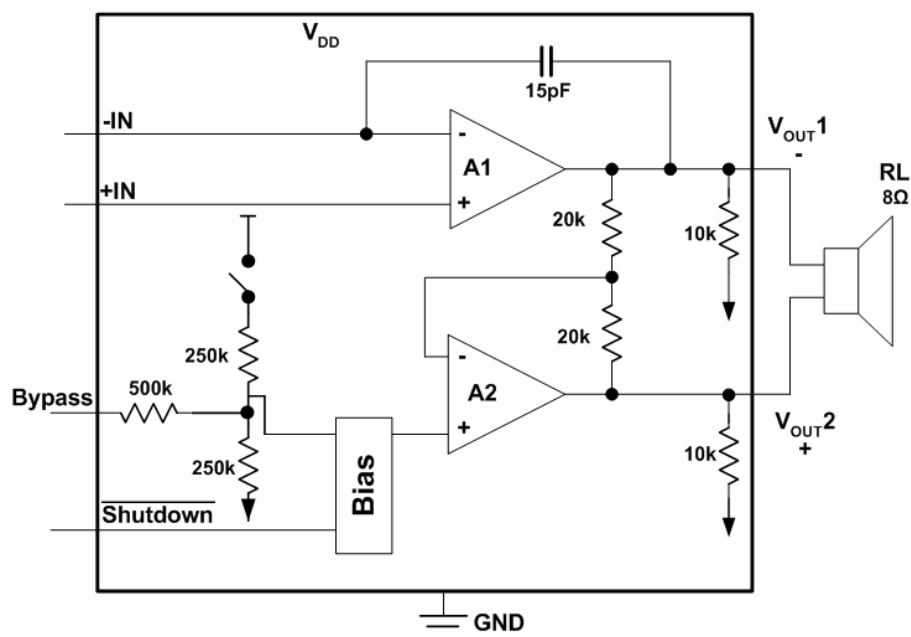 VDD
15pF
-IN
-
A1
+
+IN
VOUT1
-
RL
8Ω
20k
10k
20k
250k
Bypass
500k
-
A2
+
VOUT2
+
250k
10k
Bias
Shutdown
GND